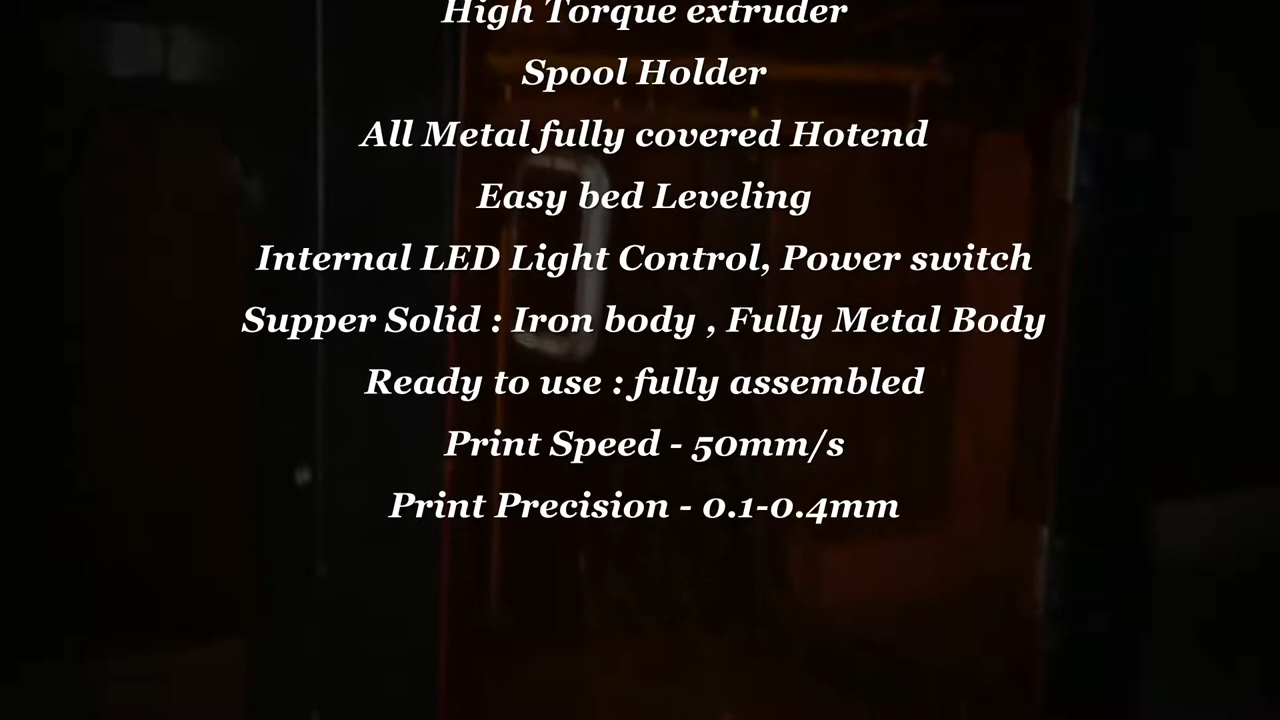 High Torque extruder
Spool Holder
All Metal fully covered Hotend
Easy bed Leveling
Internal LED Light Control, Power switch
Supper Solid : Iron body , Fully Metal Body
Ready to use : fully assembled
Print Speed - 50mm/s
Print Precision - 0.1-0.4mm